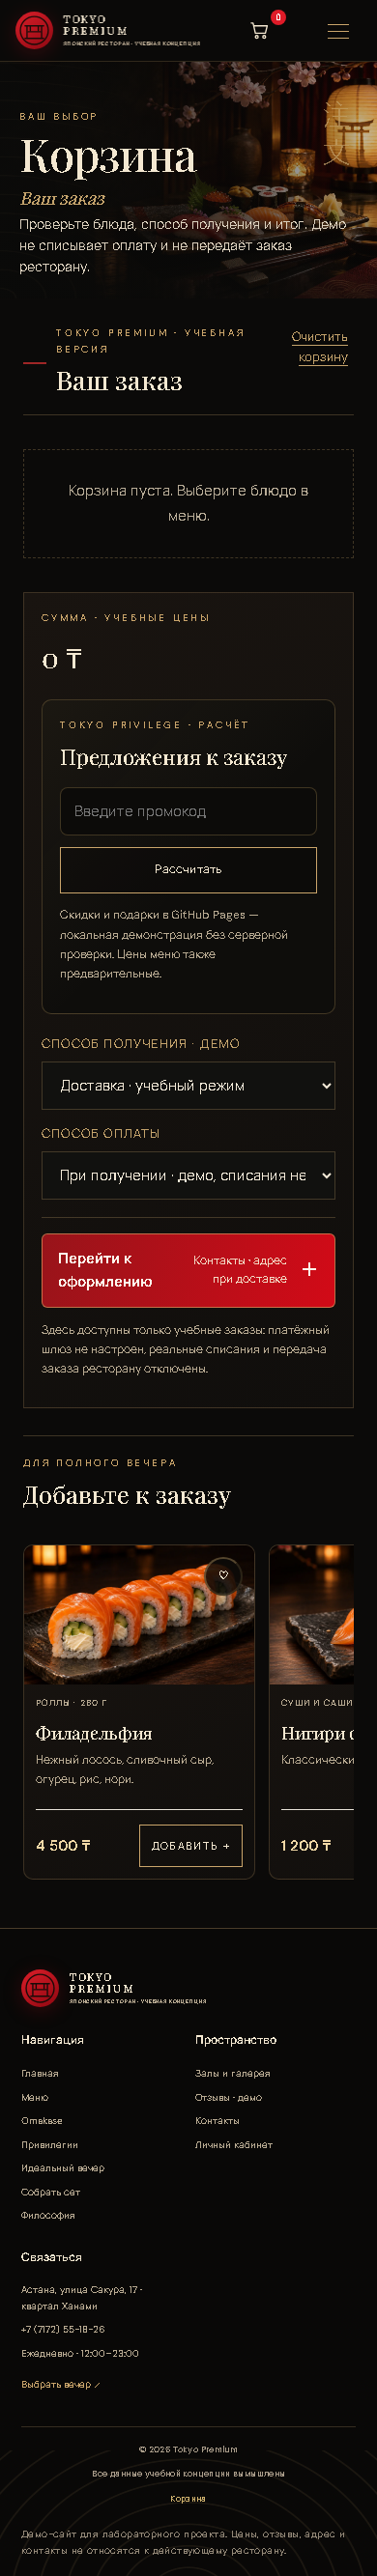 TOKYO
PREMIUM
ЯПОНСКИЙ РЕСТОРАН · УЧЕБНАЯ КОНЦЕПЦИЯ
0
ВАШ ВЫБОР
Корзина
Ваш заказ
Проверьте блюда, способ получения и итог. Демо
не списывает оплату и не передаёт заказ
ресторану.
TOKYO PREMIUM · УЧЕБНАЯ
ВЕРСИЯ
Ваш заказ
Очистить
корзину
Корзина пуста. Выберите блюдо в
меню.
СУММА · УЧЕБНЫЕ ЦЕНЫ
0 ₸
TOKYO PRIVILEGE · РАСЧЁТ
Предложения к заказу
Введите промокод
Рассчитать
Скидки и подарки в GitHub Pages —
локальная демонстрация без серверной
проверки. Цены меню также
предварительные.
СПОСОБ ПОЛУЧЕНИЯ · ДЕМО
Доставка · учебный режим
СПОСОБ ОПЛАТЫ
При получении · демо, списания не
Перейти к
оформлению
Контакты · адрес
при доставке
+
Здесь доступны только учебные заказы: платёжный
шлюз не настроен, реальные списания и передача
заказа ресторану отключены.
ДЛЯ ПОЛНОГО ВЕЧЕРА
Добавьте к заказу
РОЛЛЫ · 280 Г
Филадельфия
Нежный лосось, сливочный сыр,
огурец, рис, нори.
4 500 ₸
ДОБАВИТЬ +
СУШИ И САШИ
Нигири с
Классически
1 200 ₸
TOKYO
PREMIUM
ЯПОНСКИЙ РЕСТОРАН · УЧЕБНАЯ КОНЦЕПЦИЯ
Навигация
Главная
Меню
Omakase
Привилегии
Идеальный вечер
Собрать сет
Философия
Пространство
Залы и галерея
Отзывы · демо
Контакты
Личный кабинет
Связаться
Астана, улица Сакура, 17 ·
квартал Ханами
+7 (7172) 55-18-26
Ежедневно · 12:00–23:00
Выбрать вечер ↗
© 2026 Tokyo Premium
Все данные учебной концепции вымышлены
Корзина
Демо-сайт для лабораторного проекта. Цены, отзывы, адрес и
контакты не относятся к действующему ресторану.